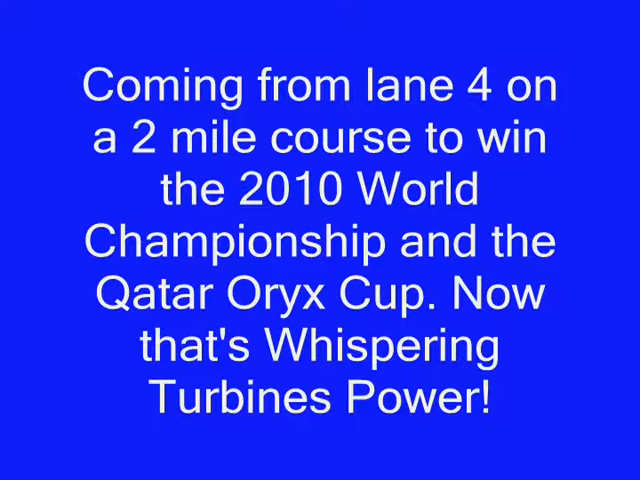 Coming from lane 4 on
a 2 mile course to win
the 2010 World
Championship and the
Qatar Oryx Cup. Now
that's Whispering
Turbines Power!